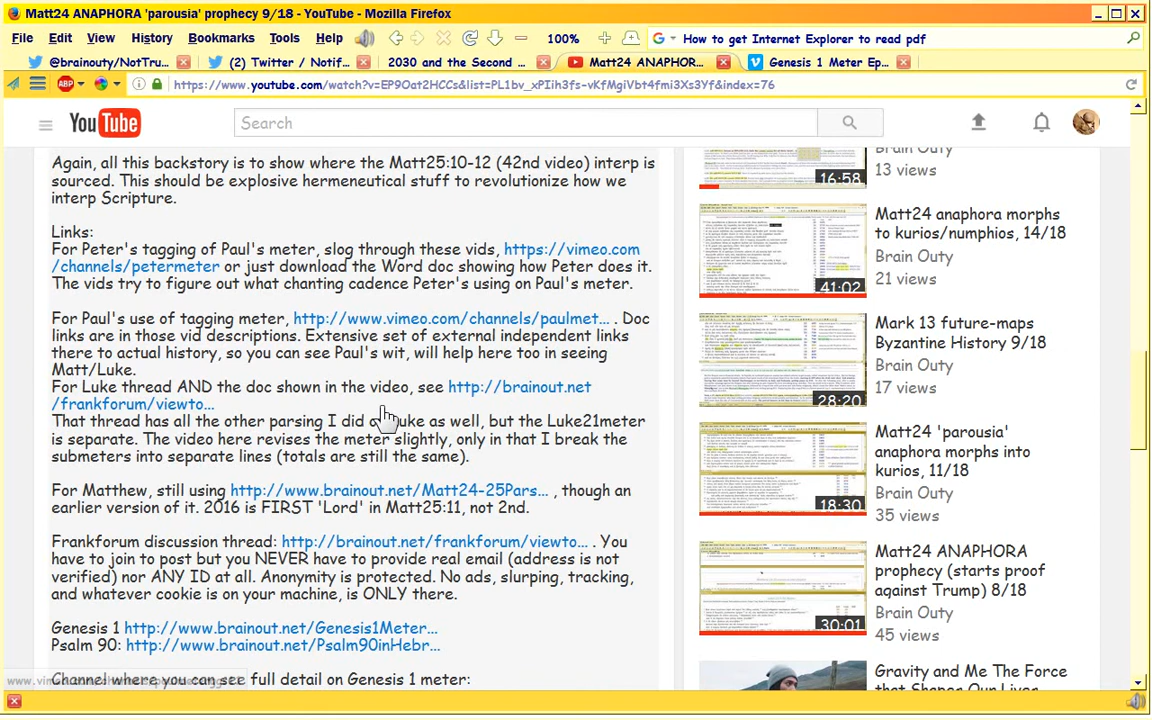 Matt24 ANAPHORA 'parousia' prophecy 9/18 - YouTube - Mozilla Firefox
File Edit View History Bookmarks Tools Help
100%
How to get Internet Explorer to read pdf
@brainouty/NotTru...
(2) Twitter / Notif...
2030 and the Second ...
Matt24 ANAPHOR...
Genesis 1 Meter Ep...
ABP
https://www.youtube.com/watch?v=EP9Oat2HCCs&list=PL1bv_xPIih3fs-vKfMgiVbt4fmi3Xs3Yf&index=76
YouTube
Search
Again, all this backstory is to show where the Matt25:10-12 (42nd video) interp is
sourced. This should be explosive hermeneutical stuff to revolutionize how we
interp Scripture.
Links:
For Peter's tagging of Paul's meter, slog through these vids, https://vimeo.com
/channels/petermeter or just download the Word doc showing how Peter does it.
The vids try to figure out what chanting cadence Peter's using on Paul's meter.
For Paul's use of tagging meter, http://www.vimeo.com/channels/paulmet... . Doc
links are in those vid descriptions. Extensive set of external independent links
there to actual history, so you can see Paul's wit, will help here too in seeing
Matt/Luke.
For Luke thread AND the doc shown in the video, see http://brainout.net
/frankforum/viewto...
That thread has all the other parsing I did o uke as well, but the Luke21meter
is separate. The video here revises the meter slightly, only in that I break the
submeters into separate lines (totals are still the same).
For Matthew, still using http://www.brainout.net/Matt24-25Pars... , though an
earlier version of it. 2016 is FIRST 'Lord' in Matt25:11, not 2nd.
Frankforum discussion thread: http://brainout.net/frankforum/viewto... . You
have to join to post but you NEVER have to provide real email (address is not
verified) nor ANY ID at all. Anonymity is protected. No ads, slurping, tracking,
and whatever cookie is on your machine, is ONLY there.
Genesis 1 http://www.brainout.net/Genesis1Meter...
Psalm 90: http://www.brainout.net/Psalm90inHebr...
Channel where you can see full detail on Genesis 1 meter:
Brain Outy
13 views
16:58
Matt24 anaphora morphs
to kurios/numphios, 14/18
Brain Outy
21 views
41:02
Mark 13 future-maps
Byzantine History 9/18
Brain Outy
17 views
28:20
Matt24 'parousia'
anaphora morphs into
kurios, 11/18
Brain Outy
35 views
18:30
Matt24 ANAPHORA
prophecy (starts proof
against Trump) 8/18
Brain Outy
45 views
30:01
Gravity and Me The Force
that Shapes Our Lives